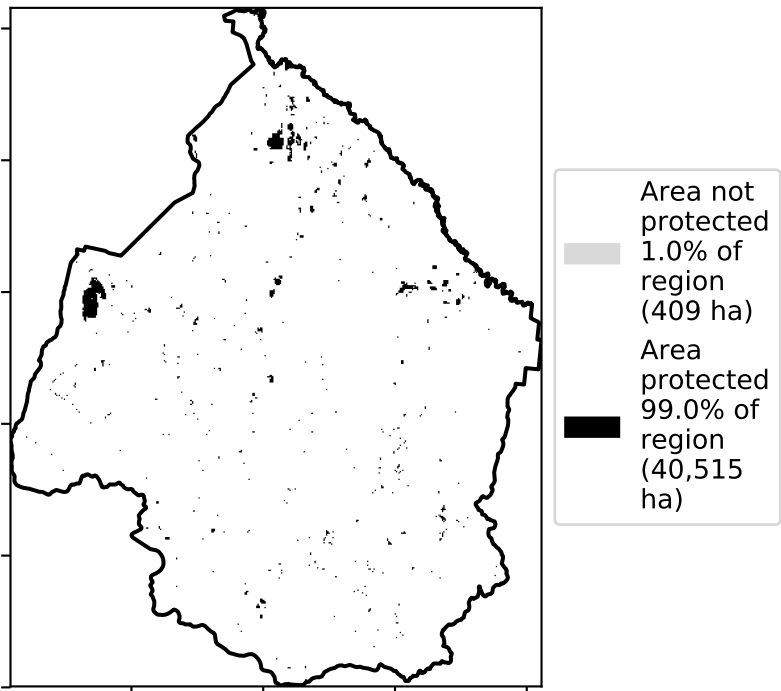 Area not
protected
1.0% of
region
(409 ha)
Area
protected
99.0% of
region
(40,515
ha)